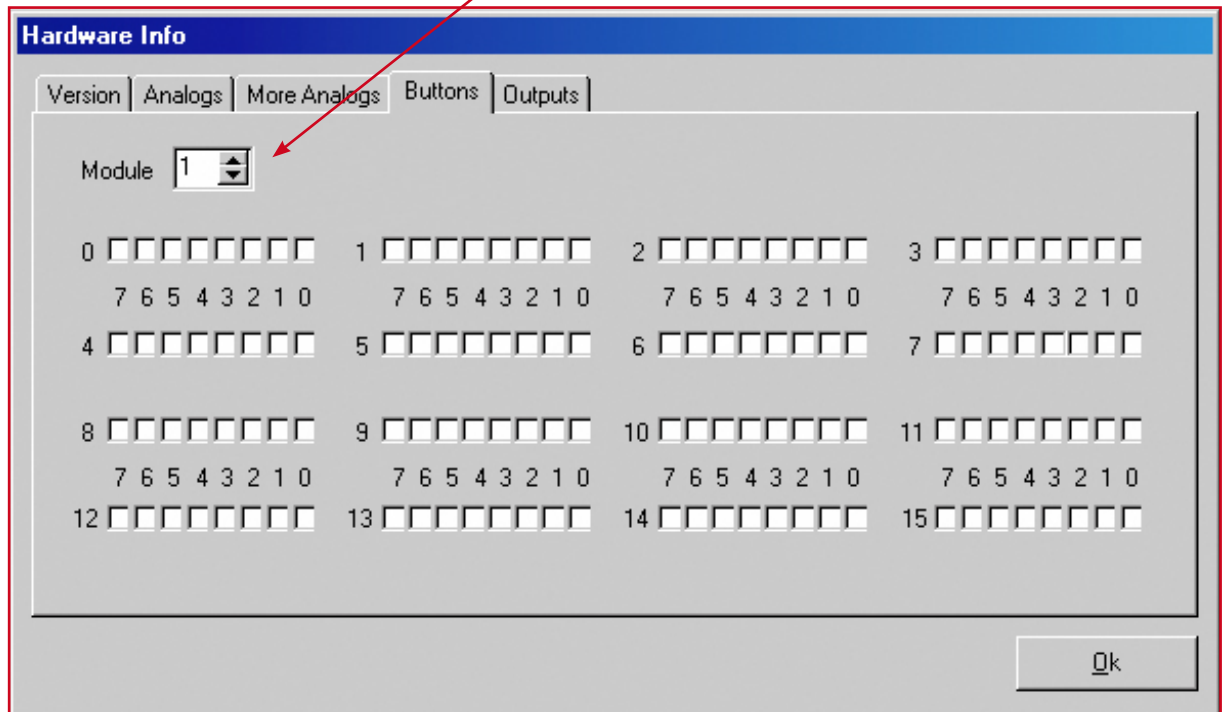 Hardware Info
Version Analogs More Analogs Buttons Outputs
Module 1
0 1 2 3
7 6 5 4 3 2 1 0 7 6 5 4 3 2 1 0 7 6 5 4 3 2 1 0 7 6 5 4 3 2 1 0
4 5 6 7
8 9 10 11
7 6 5 4 3 2 1 0 7 6 5 4 3 2 1 0 7 6 5 4 3 2 1 0 7 6 5 4 3 2 1 0
12 13 14 15
Ok